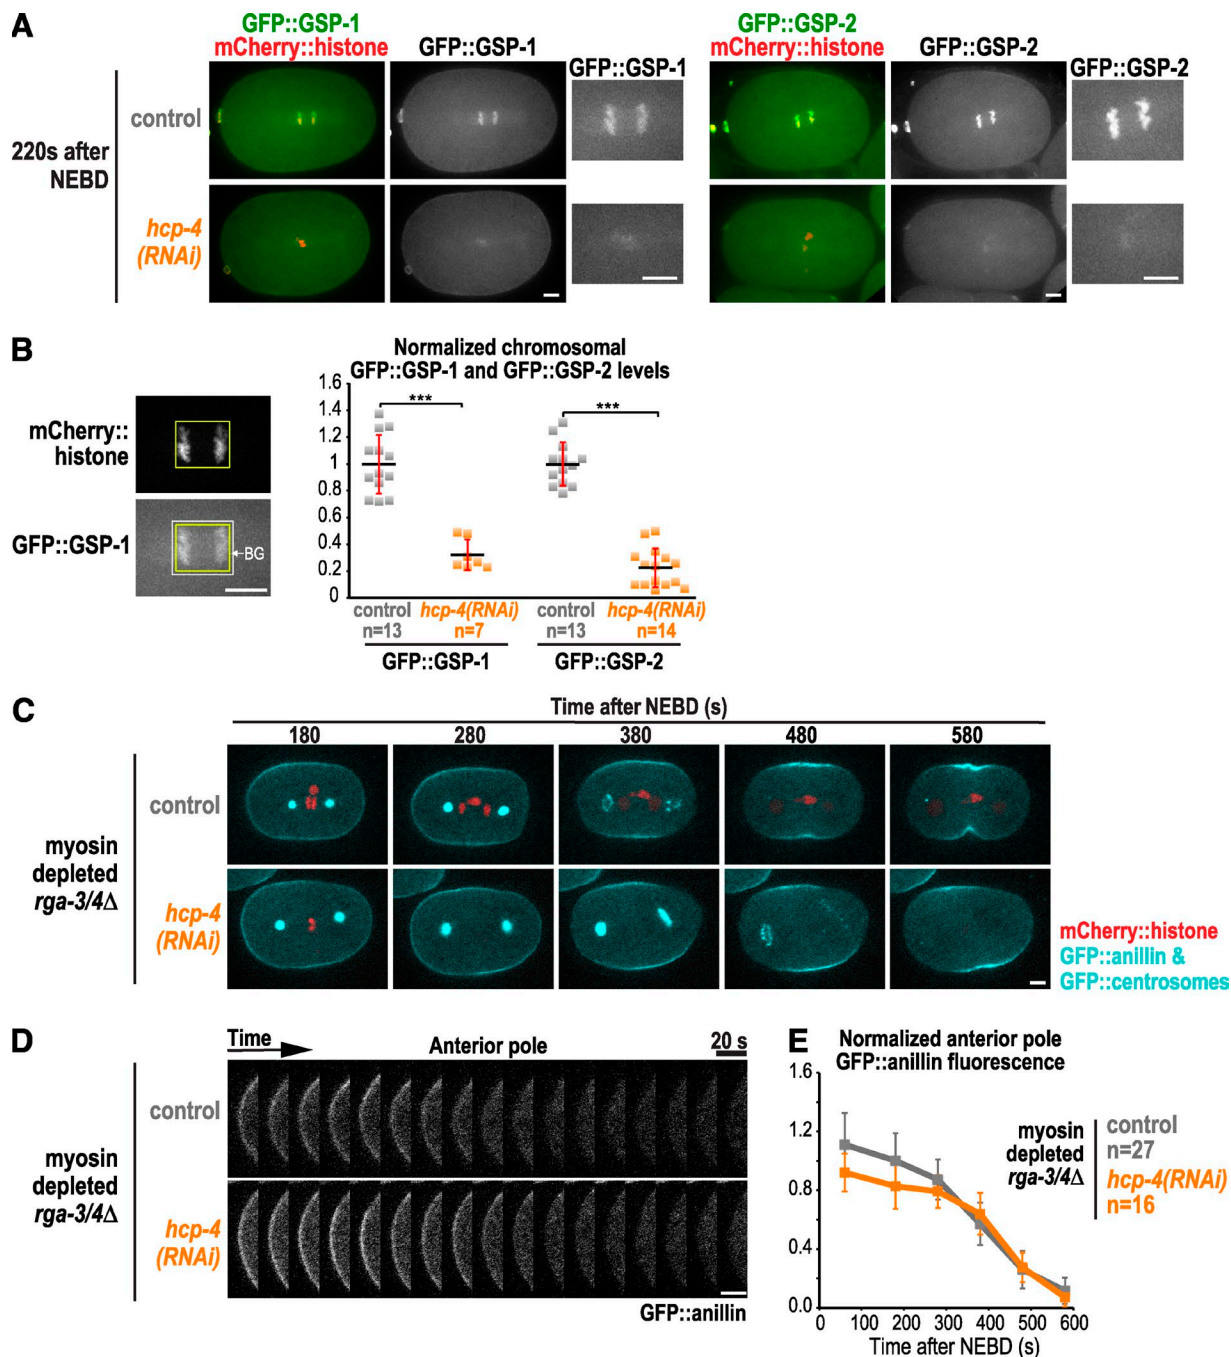 A
GFP::GSP-1
mCherry::histone
GFP::GSP-1
GFP::GSP-1
GFP::GSP-2
mCherry::histone
GFP::GSP-2
GFP::GSP-2
220s after
NEBD
control
hcp-4
(RNAi)
B
mCherry::
histone
GFP::GSP-1
BG
Normalized chromosomal
GFP::GSP-1 and GFP::GSP-2 levels
1.6
1.4
1.2
1
0.8
0.6
0.4
0.2
0
***
***
control
n=13
hcp-4(RNAi)
n=7
control
n=13
hcp-4(RNAi)
n=14
GFP::GSP-1
GFP::GSP-2
C
Time after NEBD (s)
180 280 380 480 580
myosin
depleted
rga-3/4Δ
control
hcp-4
(RNAi)
mCherry::histone
GFP::anillin &
GFP::centrosomes
D
Time
Anterior pole
20 s
myosin
depleted
rga-3/4Δ
control
hcp-4
(RNAi)
GFP::anillin
E
Normalized anterior pole
GFP::anillin fluorescence
1.6
1.2
0.8
0.4
0.0
0 100 200 300 400 500 600
Time after NEBD (s)
myosin
depleted
rga-3/4Δ
control
n=27
hcp-4(RNAi)
n=16